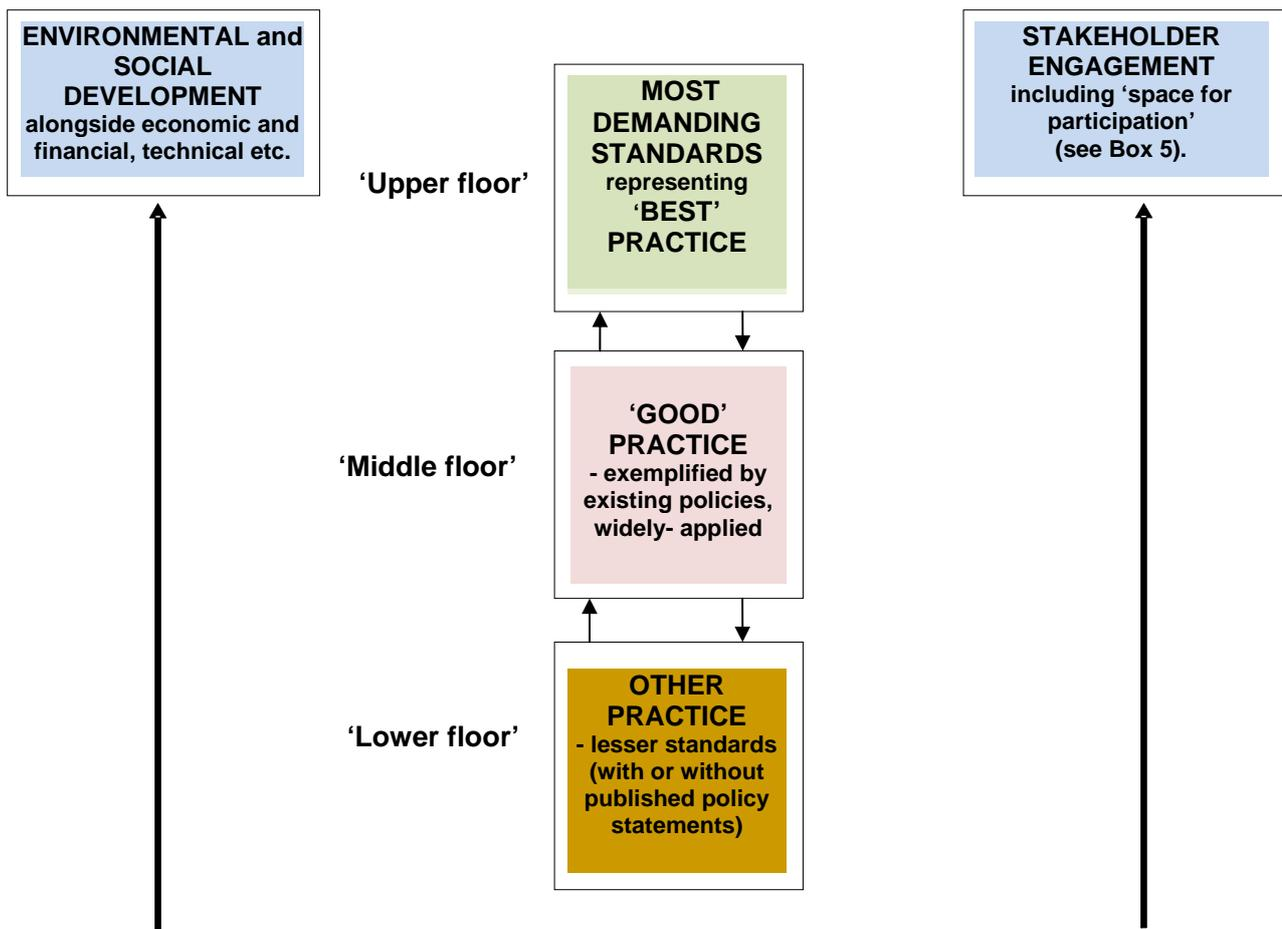 ENVIRONMENTAL and
SOCIAL
DEVELOPMENT
alongside economic and
financial, technical etc.
STAKEHOLDER
ENGAGEMENT
including ‘space for
participation’
(see Box 5).
‘Upper floor’
MOST
DEMANDING
STANDARDS
representing
‘BEST’
PRACTICE
‘Middle floor’
‘GOOD’
PRACTICE
- exemplified by
existing policies,
widely- applied
‘Lower floor’
OTHER
PRACTICE
- lesser standards
(with or without
published policy
statements)